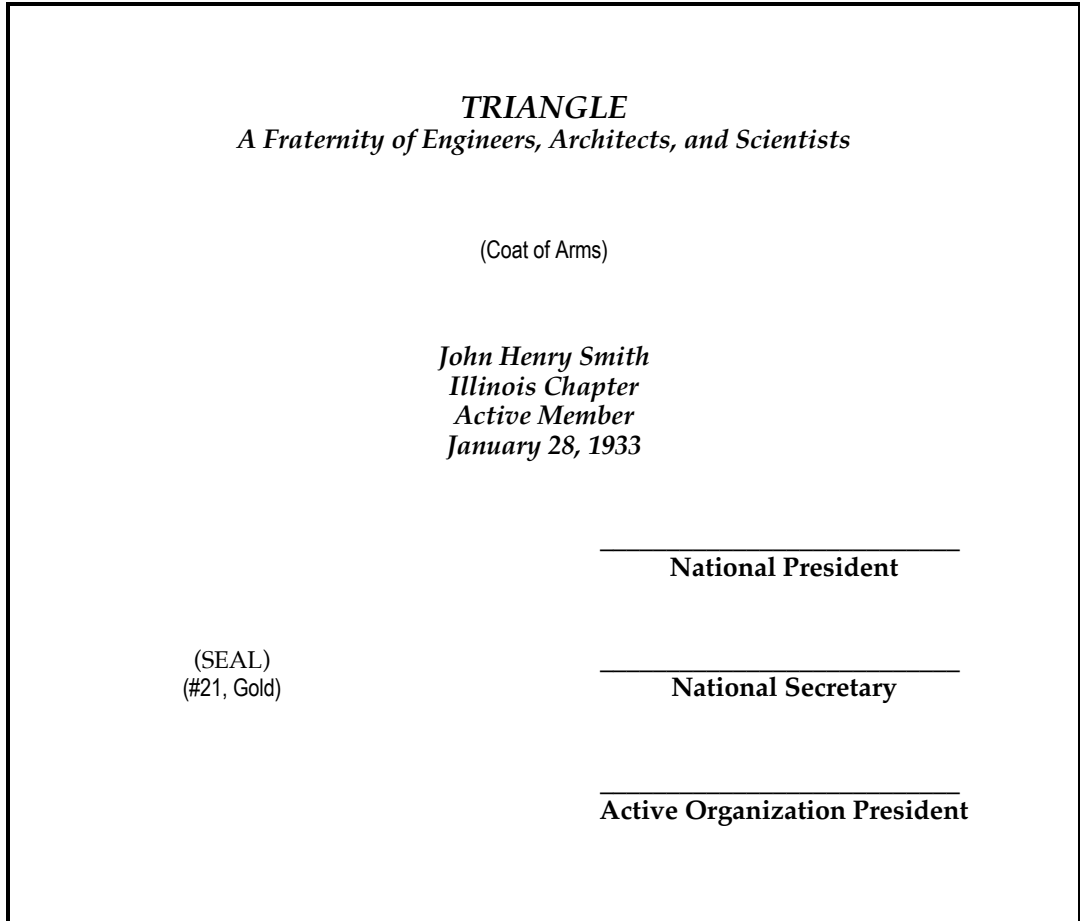 TRIANGLE
A Fraternity of Engineers, Architects, and Scientists
(Coat of Arms)
John Henry Smith
Illinois Chapter
Active Member
January 28, 1933
National President
(SEAL)
(#21, Gold)
National Secretary
Active Organization President